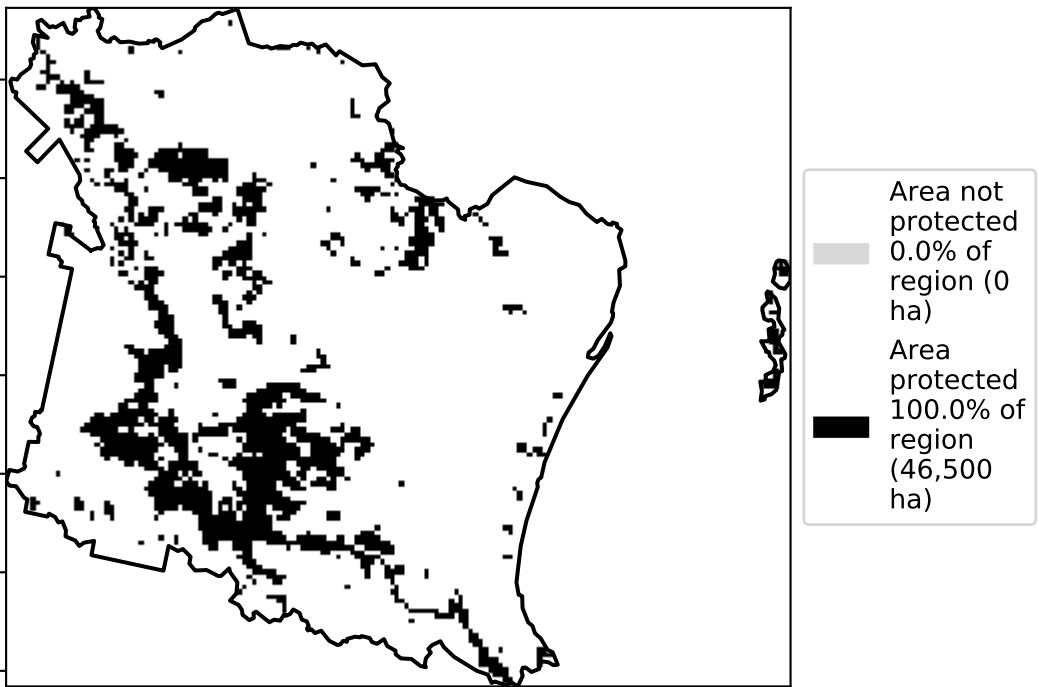 Area not
protected
0.0% of
region (0
ha)
Area
protected
100.0% of
region
(46,500
ha)